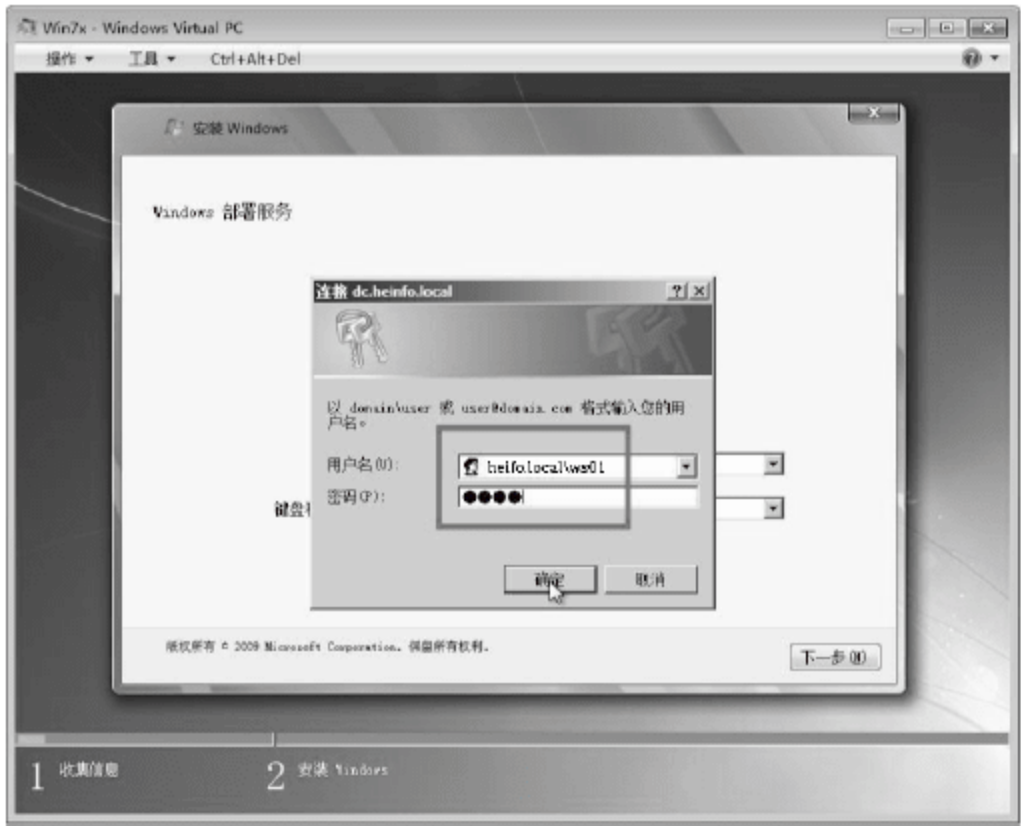 Win7x - Windows Virtual PC
操作 工具 Ctrl+Alt+Del
安装 Windows
Windows 部署服务
连接 dc.heinfo.local
以 domain\user 或 user@domain.com 格式输入您的用
户名。
用户名(U):
heifo.local\ws01
密码(P):
键盘
确定 取消
版权所有 © 2009 Microsoft Corporation。保留所有权利。
下一步(N)
1 收集信息 2 安装 Windows